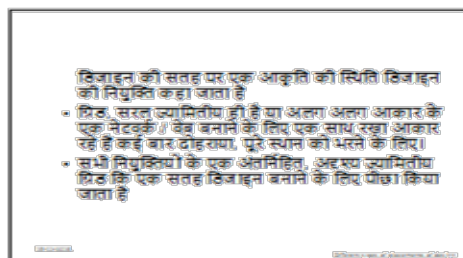 डिजाइन की सतह पर एक आकृति की स्थिति डिजाइन
की नियुक्ति कहा जाता है
- ग्रिड, सरल ज्यामितीय ही है या अलग अलग आकार के
एक नेटवर्क / वेब बनाने के लिए एक साथ रखा आकार
रहे हैं कई बार दोहराया, पूरे स्थान को भरने के लिए।
- सभी नियुक्तियों के एक अंतर्निहित, अदृश्य ज्यामितीय
ग्रिड कि एक सतह डिजाइन बनाने के लिए पीछा किया
जाता है